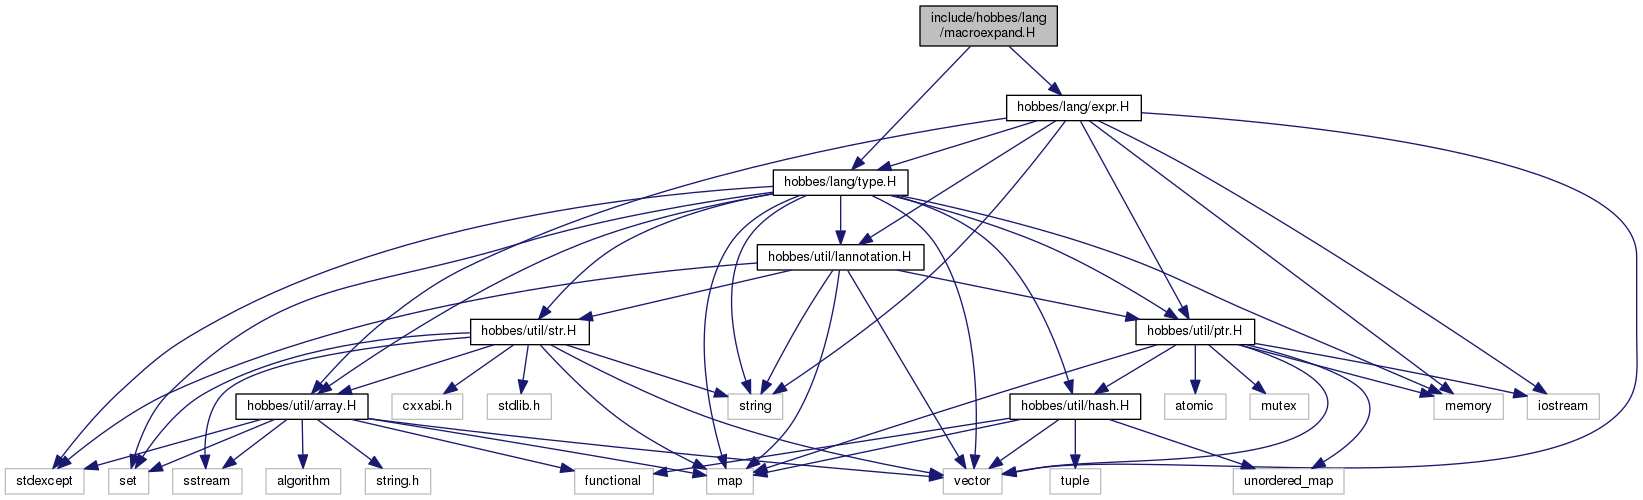 include/hobbes/lang
/macroexpand.H
hobbes/lang/expr.H
hobbes/lang/type.H
hobbes/util/lannotation.H
hobbes/util/str.H
hobbes/util/ptr.H
hobbes/util/array.H
cxxabi.h
stdlib.h
string
hobbes/util/hash.H
atomic
mutex
memory
iostream
stdexcept
set
sstream
algorithm
string.h
functional
map
vector
tuple
unordered_map